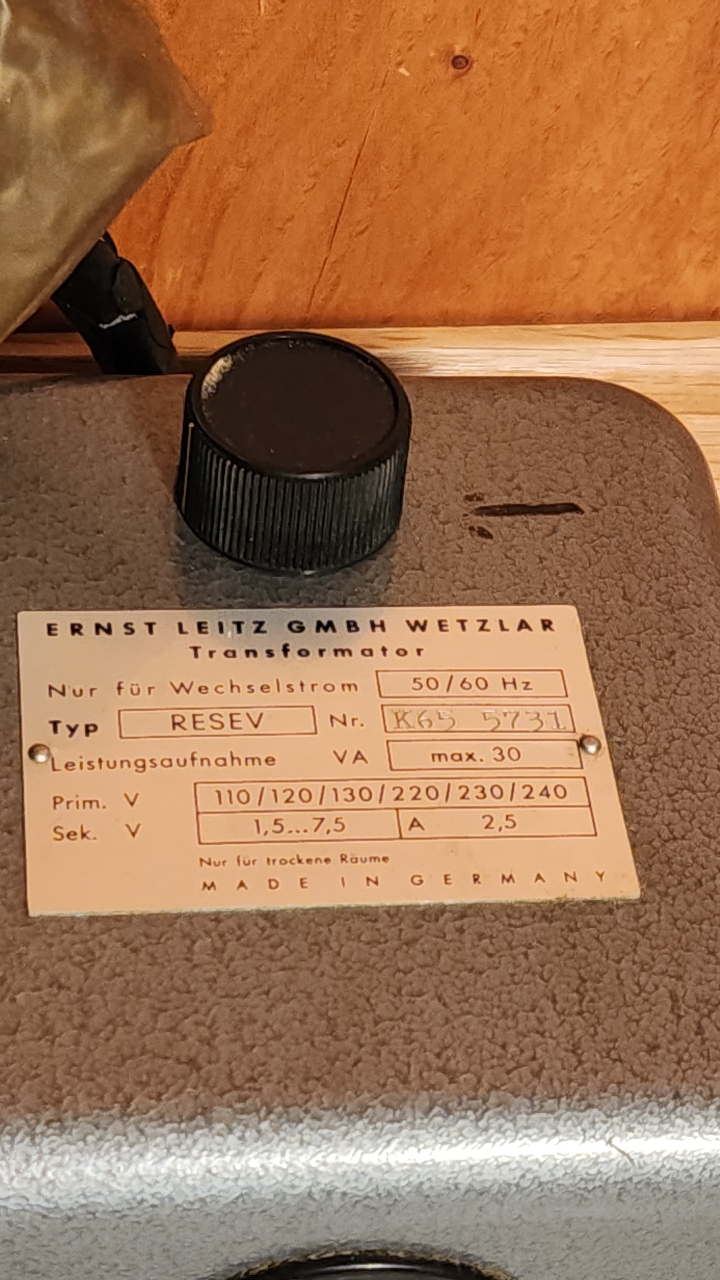 ERNST LEITZ GMBH WETZLAR
Transformator
Nur für Wechselstrom 50/60 Hz
Typ RESEV Nr. K65 5731
Leistungsaufnahme VA max. 30
Prim. V 110/120/130/220/230/240
Sek. V 1,5...7,5 A 2,5
Nur für trockene Räume
MADE IN GERMANY